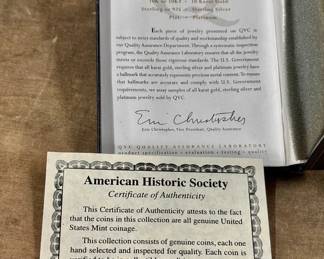 10K or 10KT - 10 Karat Gold
Sterling or 925 - Sterling Silver
Plat - Platinum
Each piece of jewelry presented on QVC is
subject to strict standards of quality and workmanship established by
our Quality Assurance Department. Through a systematic inspection
program, the Quality Assurance Laboratory ensures that all the jewelry
meets or exceeds those rigorous standards. The U.S. Government
requires that all karat gold, sterling silver and platinum jewelry have
a hallmark that accurately represents precious metal content. To ensure
that hallmarks are accurate and comply with U.S. Government
requirements, we assay samples of all karat gold, sterling silver and
platinum jewelry sold by QVC.
Eric Christopher
Eric Christopher, Vice President, Quality Assurance
QVC QUALITY ASSURANCE LABORATORY
product specification • evaluation • testing • quality
American Historic Society
Certificate of Authenticity
This Certificate of Authenticity attests to the fact
that the coins in this collection are all genuine United
States Mint coinage.
This collection consists of genuine coins, each one
hand selected and inspected for quality. Each coin is